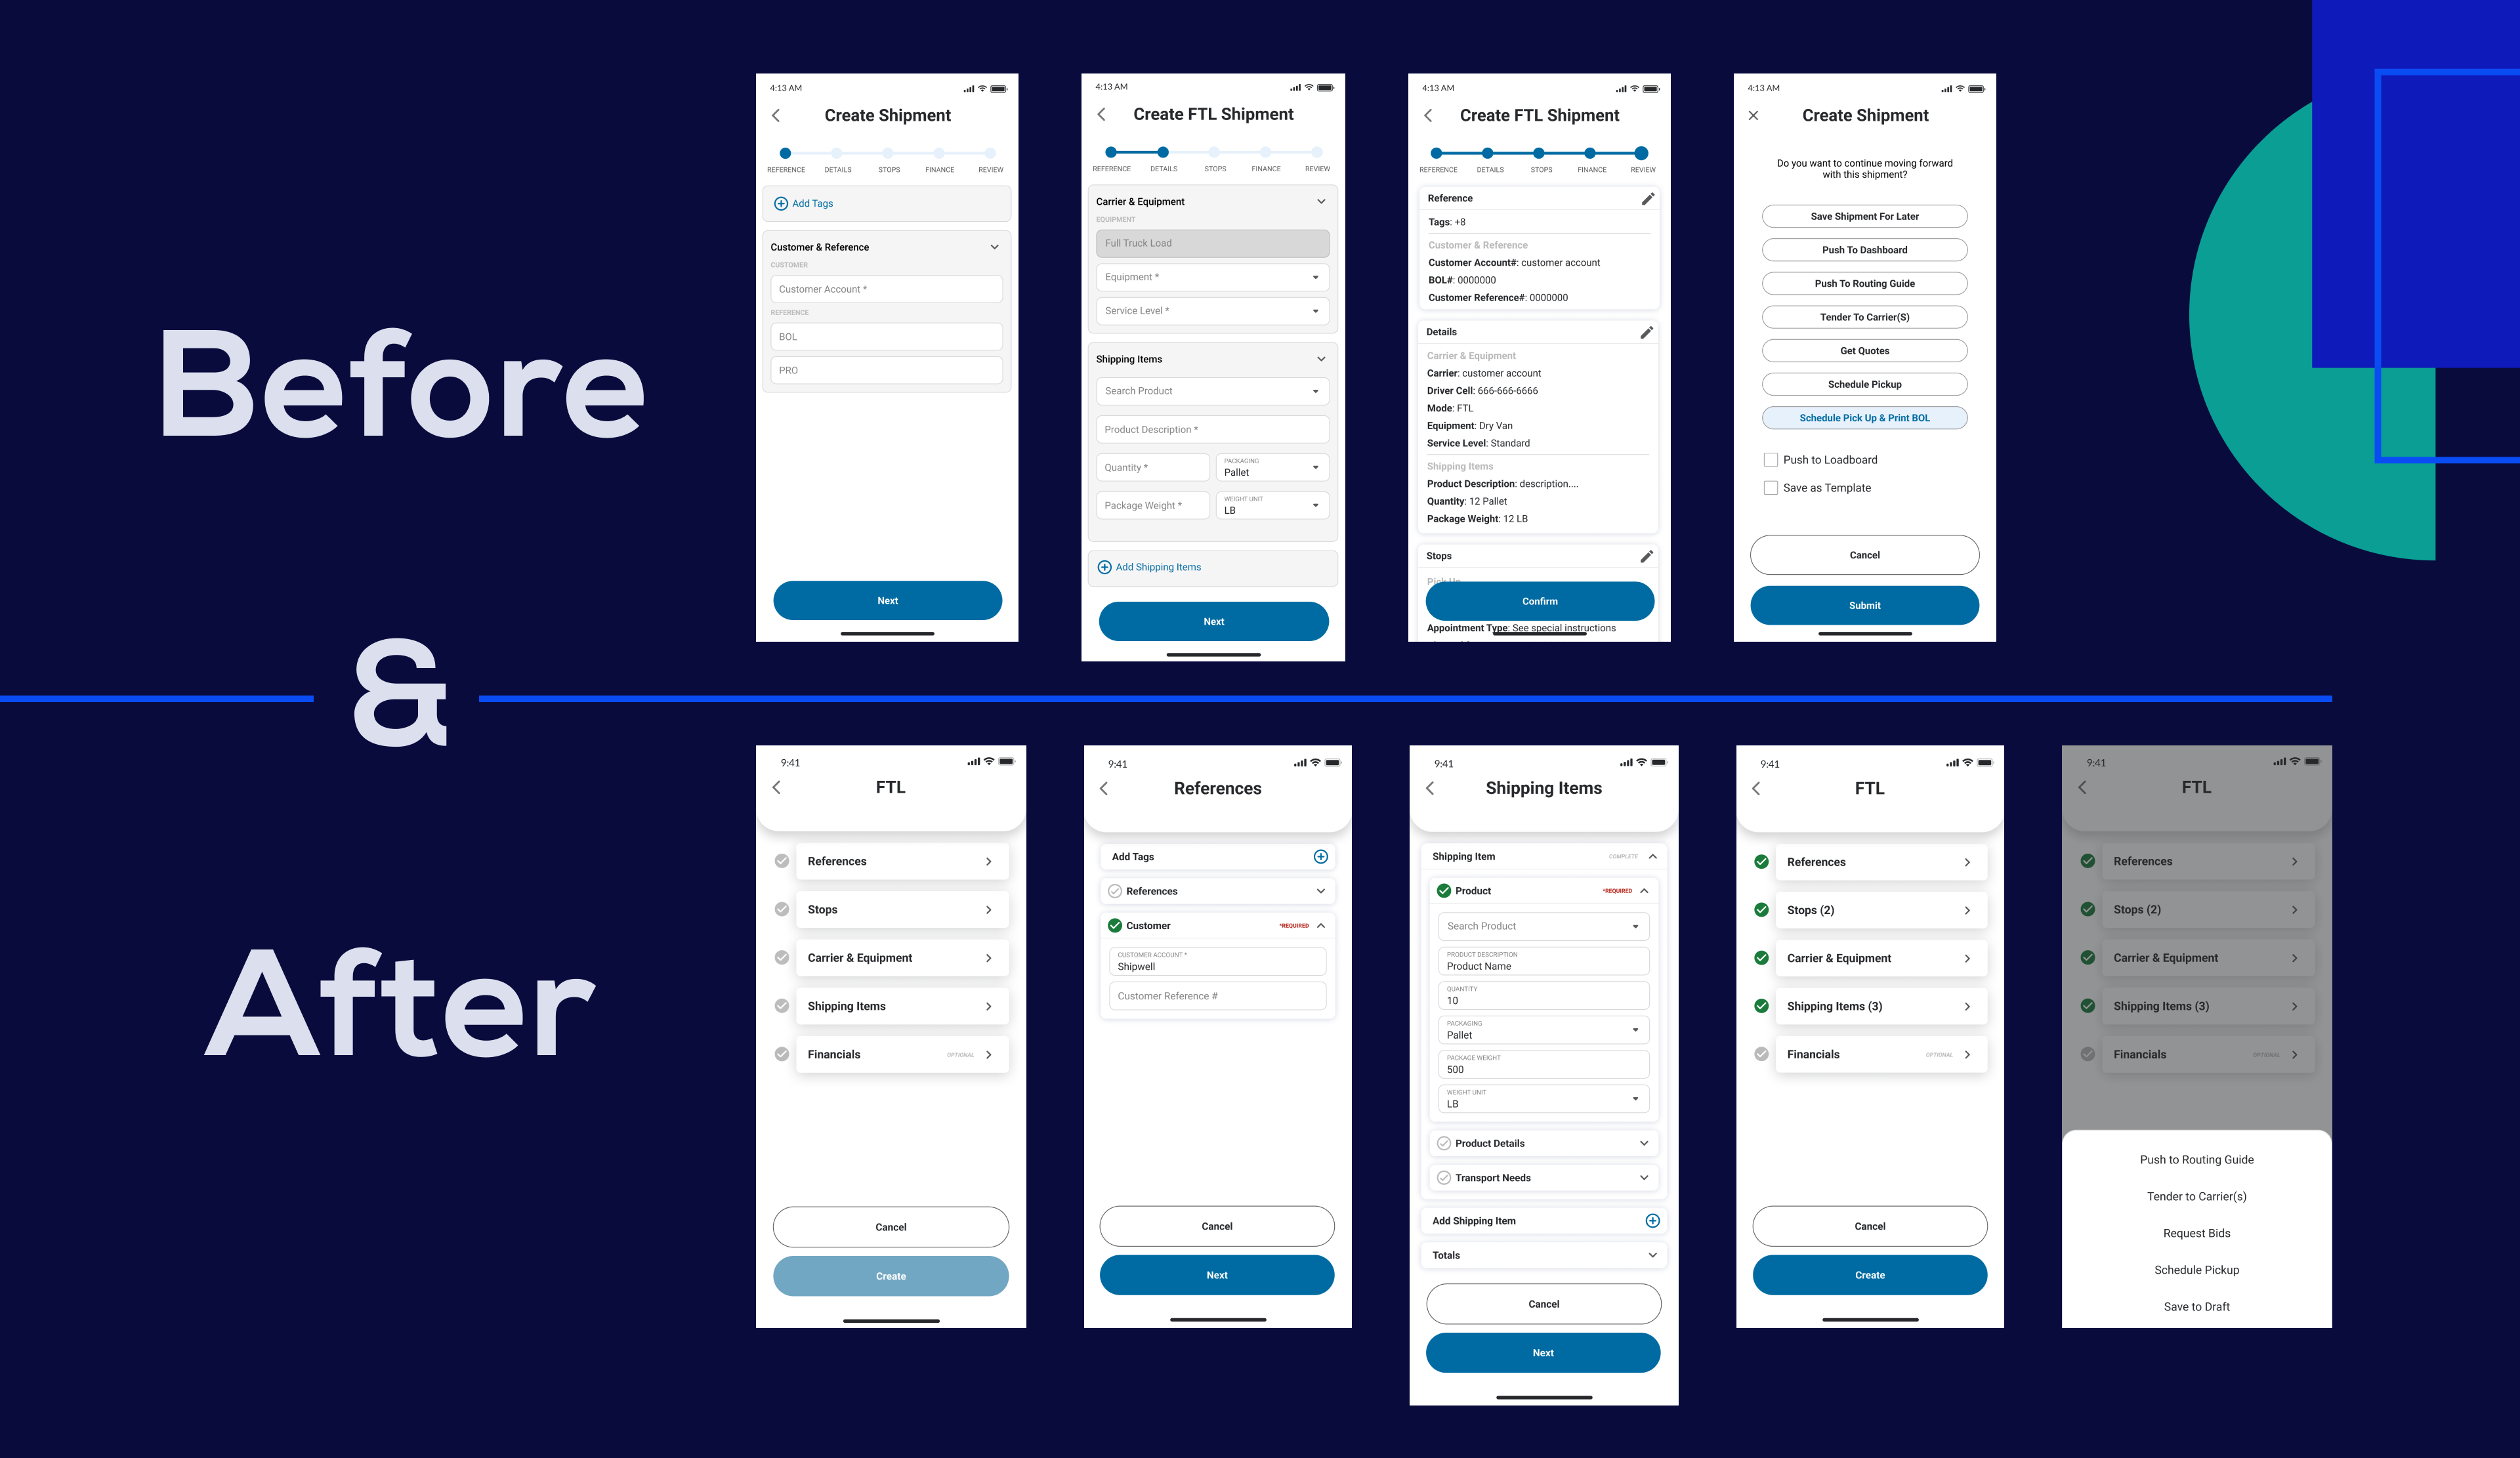 Before
&
After
4:13 AM
Create Shipment
REFERENCE DETAILS STOPS FINANCE REVIEW
Add Tags
Customer & Reference
CUSTOMER
Customer Account *
REFERENCE
BOL
PRO
Next
4:13 AM
Create FTL Shipment
REFERENCE DETAILS STOPS FINANCE REVIEW
Carrier & Equipment
EQUIPMENT
Full Truck Load
Equipment *
Service Level *
Shipping Items
Search Product
Product Description *
Quantity *
PACKAGING
Pallet
Package Weight *
WEIGHT UNIT
LB
Add Shipping Items
Next
4:13 AM
Create FTL Shipment
REFERENCE DETAILS STOPS FINANCE REVIEW
Reference
Tags: +8
Customer & Reference
Customer Account#: customer account
BOL#: 0000000
Customer Reference#: 0000000
Details
Carrier & Equipment
Carrier: customer account
Driver Cell: 666-666-6666
Mode: FTL
Equipment: Dry Van
Service Level: Standard
Shipping Items
Product Description: description....
Quantity: 12 Pallet
Package Weight: 12 LB
Stops
Confirm
Appointment Type: See special instructions
4:13 AM
Create Shipment
Do you want to continue moving forward
with this shipment?
Save Shipment For Later
Push To Dashboard
Push To Routing Guide
Tender To Carrier(S)
Get Quotes
Schedule Pickup
Schedule Pick Up & Print BOL
Push to Loadboard
Save as Template
Cancel
Submit
9:41
FTL
References
Stops
Carrier & Equipment
Shipping Items
Financials OPTIONAL
Cancel
Create
9:41
References
Add Tags
References
Customer *REQUIRED
CUSTOMER ACCOUNT *
Shipwell
Customer Reference #
Cancel
Next
9:41
Shipping Items
Shipping Item COMPLETE
Product *REQUIRED
Search Product
PRODUCT DESCRIPTION
Product Name
QUANTITY
10
PACKAGING
Pallet
PACKAGE WEIGHT
500
WEIGHT UNIT
LB
Product Details
Transport Needs
Add Shipping Item
Totals
Cancel
Next
9:41
FTL
References
Stops (2)
Carrier & Equipment
Shipping Items (3)
Financials OPTIONAL
Cancel
Create
9:41
FTL
References
Stops (2)
Carrier & Equipment
Shipping Items (3)
Financials OPTIONAL
Push to Routing Guide
Tender to Carrier(s)
Request Bids
Schedule Pickup
Save to Draft